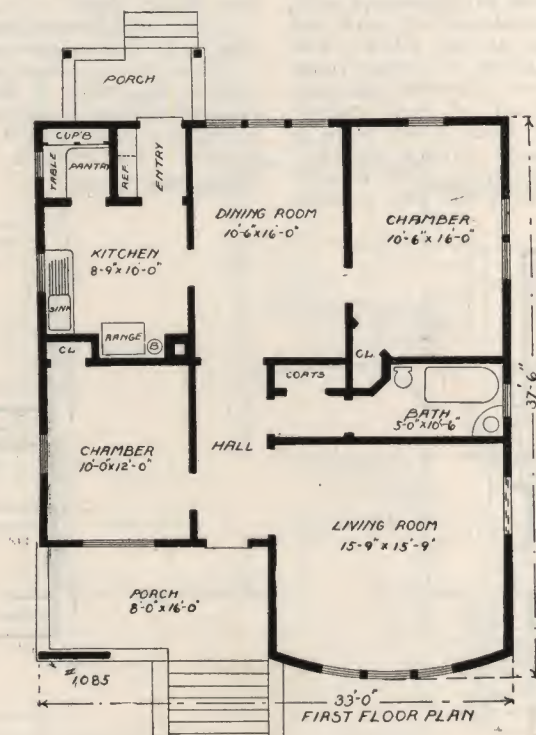 PORCH
CUP'B
TABLE
PANTRY
REF.
ENTRY
DINING ROOM
10'-6"x16'-0"
CHAMBER
10'-6"x16'-0"
KITCHEN
8'-9"x10'-0"
SINK
RANGE
B
CL
CL.
COATS
BATH
5'-0"x10'-6"
37'-6"
CHAMBER
10'-0"x12'-0"
HALL
LIVING ROOM
15'-9"x15'-9"
PORCH
8'-0"x16'-0"
#1085
33'-0"
FIRST FLOOR PLAN